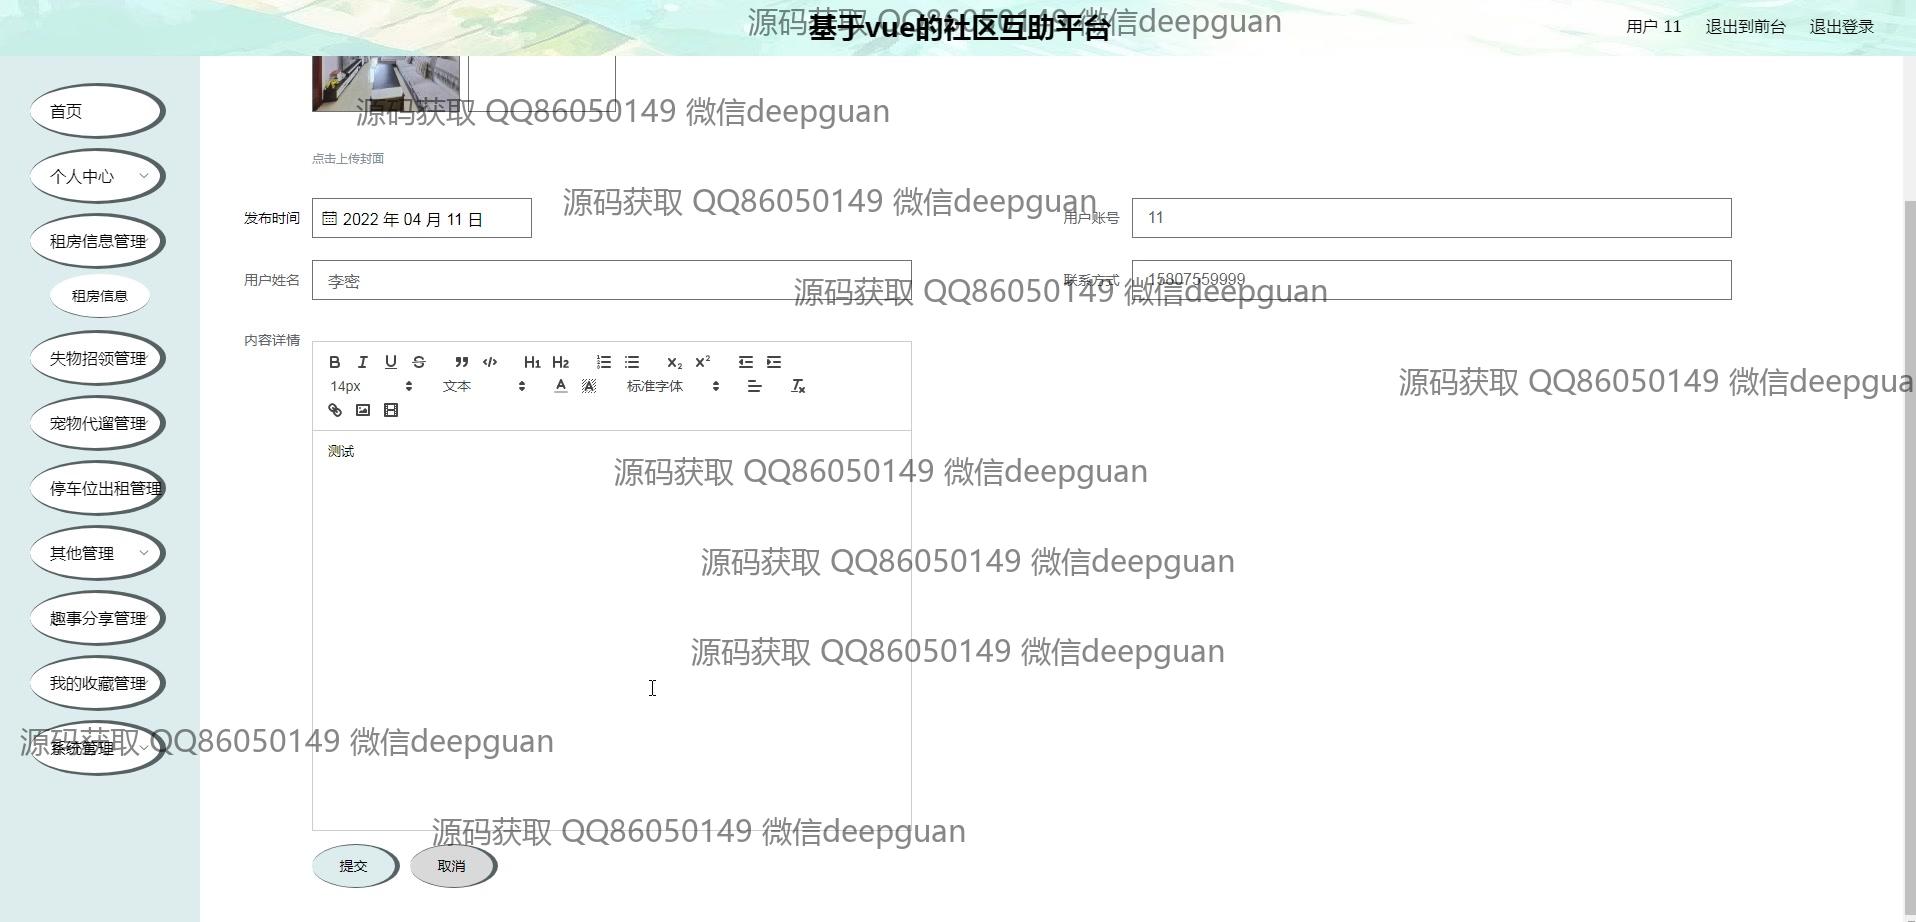 基于vue的社区互助平台
用户 11
退出到前台
退出登录
源码获取 QQ86050149 微信deepguan
首页
个人中心
租房信息管理
租房信息
失物招领管理
宠物代遛管理
停车位出租管理
其他管理
趣事分享管理
我的收藏管理
系统管理
源码获取 QQ86050149 微信deepguan
点击上传封面
源码获取 QQ86050149 微信deepguan
发布时间
2022 年 04 月 11 日
用户账号
11
用户姓名
李密
联系方式
15807559999
源码获取 QQ86050149 微信deepguan
内容详情
B I U S ” </> H1 H2 X2 X2
14px
文本
A
A
标准字体
Tx
源码获取 QQ86050149 微信deepgua
测试
源码获取 QQ86050149 微信deepguan
源码获取 QQ86050149 微信deepguan
源码获取 QQ86050149 微信deepguan
源码获取 QQ86050149 微信deepguan
源码获取 QQ86050149 微信deepguan
提交
取消